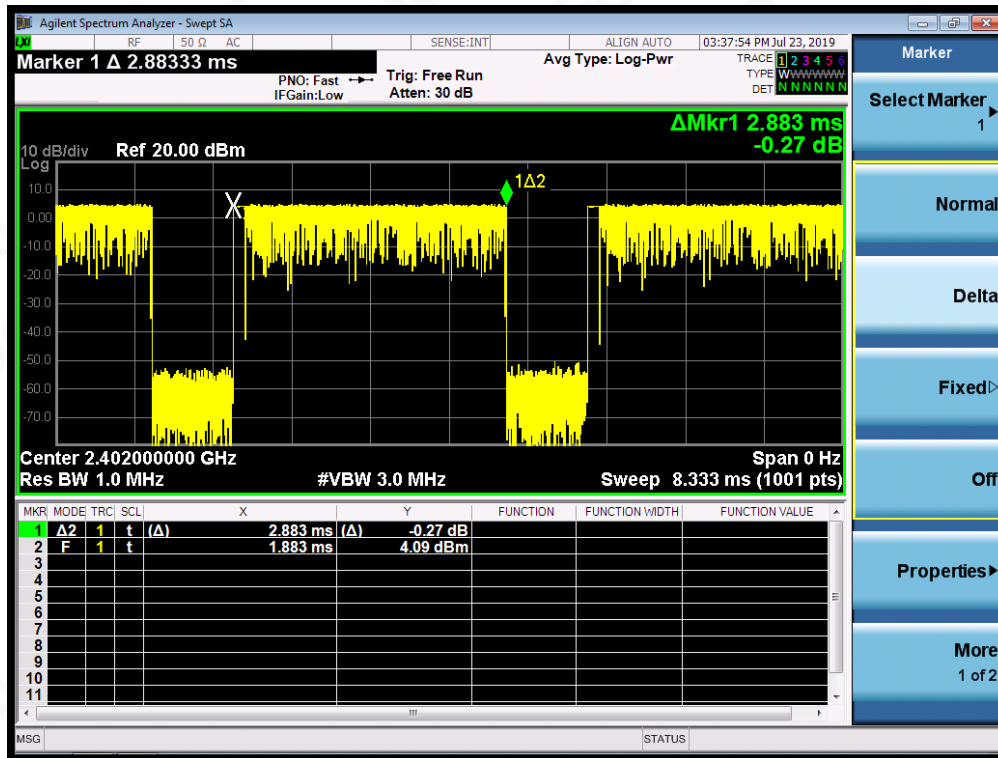 Agilent Spectrum Analyzer - Swept SA
LXI RF 50 Ω AC SENSE:INT ALIGN AUTO 03:37:54 PM Jul 23, 2019
Marker 1 Δ 2.88333 ms
PNO: Fast
IFGain:Low
Trig: Free Run
Atten: 30 dB
Avg Type: Log-Pwr
TRACE 1 2 3 4 5 6
TYPE WWWWWW
DET N N N N N N
ΔMkr1 2.883 ms
-0.27 dB
10 dB/div Ref 20.00 dBm
Log
10.0
0.00
-10.0
-20.0
-30.0
-40.0
-50.0
-60.0
-70.0
X
1Δ2
Center 2.402000000 GHz Span 0 Hz
Res BW 1.0 MHz #VBW 3.0 MHz Sweep 8.333 ms (1001 pts)
MKR MODE TRC SCL X Y FUNCTION FUNCTION WIDTH FUNCTION VALUE
1 Δ2 1 t (Δ) 2.883 ms (Δ) -0.27 dB
2 F 1 t 1.883 ms 4.09 dBm
3
4
5
6
7
8
9
10
11
MSG STATUS
Marker
Select Marker
1
Normal
Delta
Fixed
Off
Properties
More
1 of 2